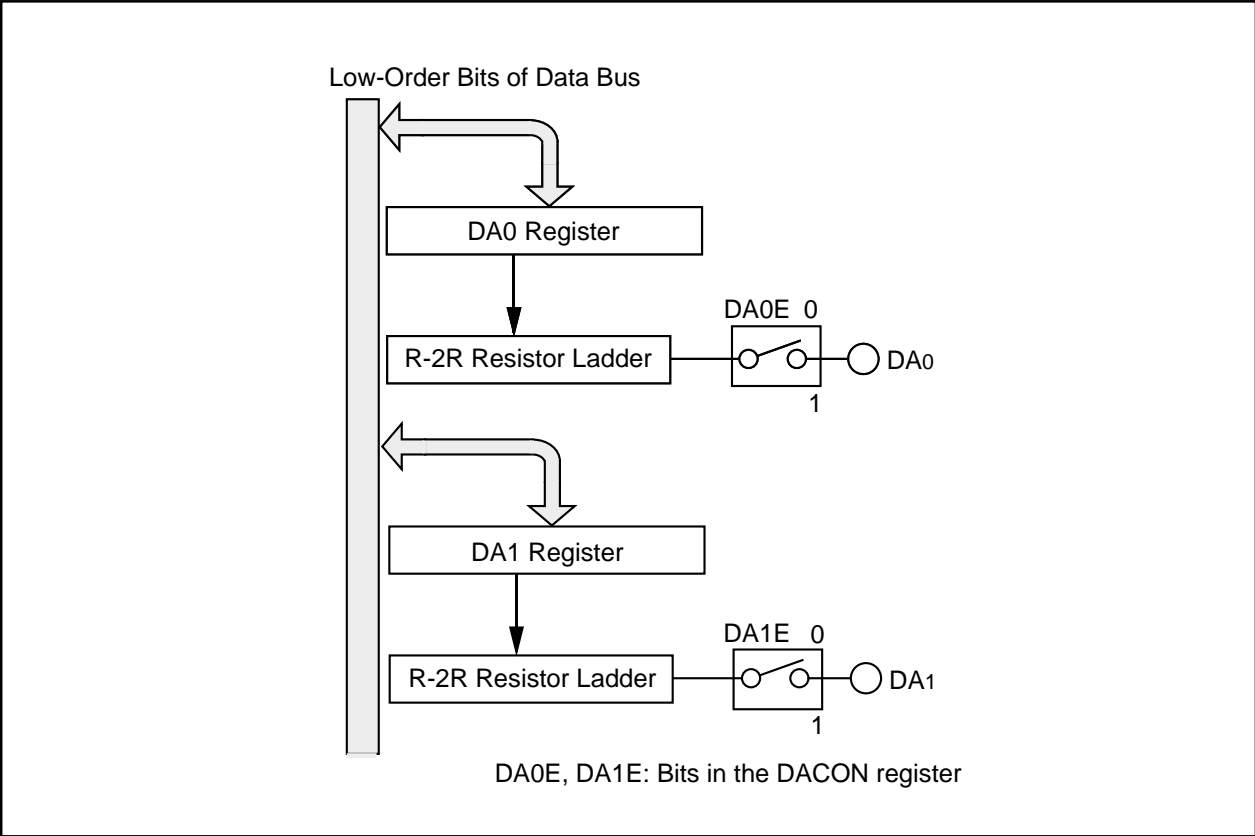 Low-Order Bits of Data Bus
DA0 Register
DA0E 0
R-2R Resistor Ladder
DA0
1
DA1 Register
DA1E 0
R-2R Resistor Ladder
DA1
1
DA0E, DA1E: Bits in the DACON register